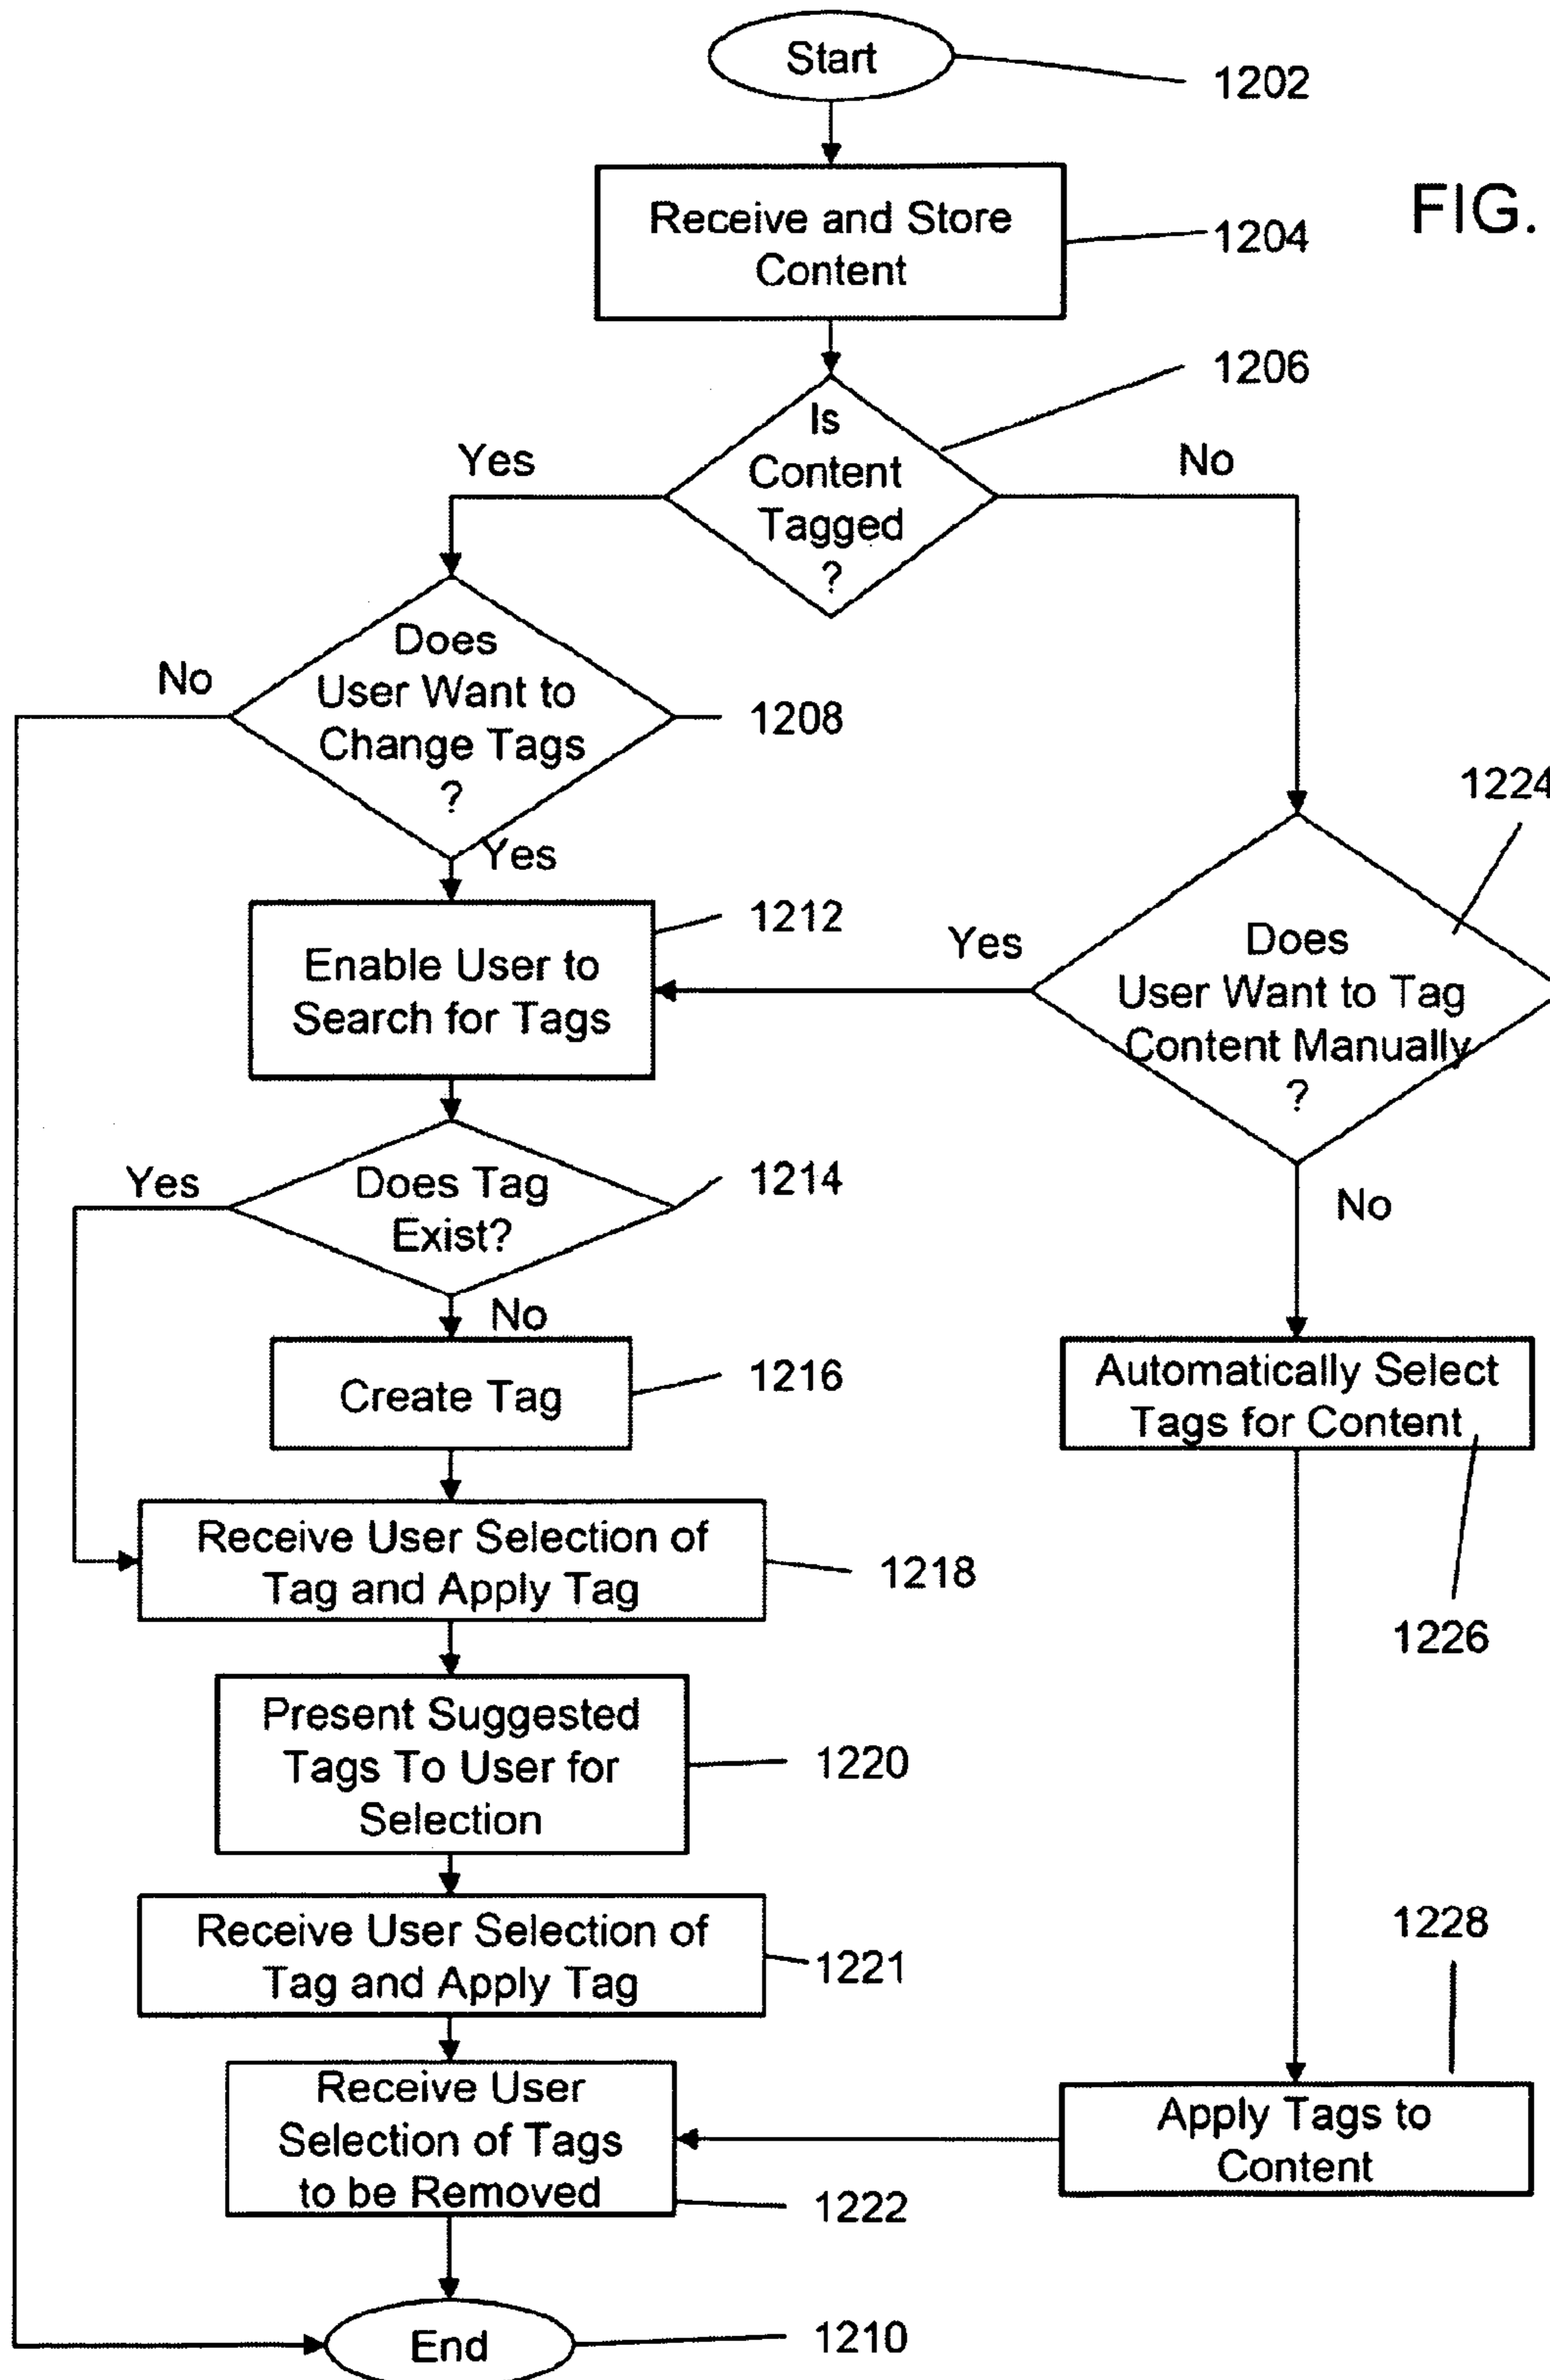 Start
1202
Receive and Store
Content
1204
FIG.
1206
Is
Content
Tagged
?
Yes
No
Does
User Want to
Change Tags
?
No
1208
Yes
1224
Enable User to
Search for Tags
1212
Yes
Does
User Want to Tag
Content Manually
?
Does Tag
Exist?
Yes
1214
No
No
Create Tag
1216
Automatically Select
Tags for Content
1226
Receive User Selection of
Tag and Apply Tag
1218
Present Suggested
Tags To User for
Selection
1220
Receive User Selection of
Tag and Apply Tag
1221
1228
Receive User
Selection of Tags
to be Removed
1222
Apply Tags to
Content
End
1210